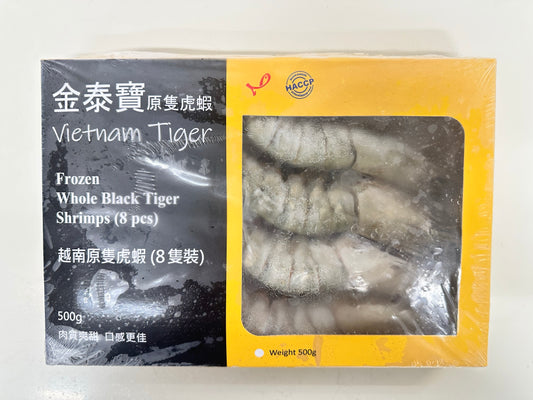 金泰寶原隻虎蝦
Vietnam Tiger
Frozen
Whole Black Tiger
Shrimps (8 pcs)
越南原隻虎蝦 (8隻裝)
500g
肉質爽甜 口感更佳
HACCP
Weight 500g